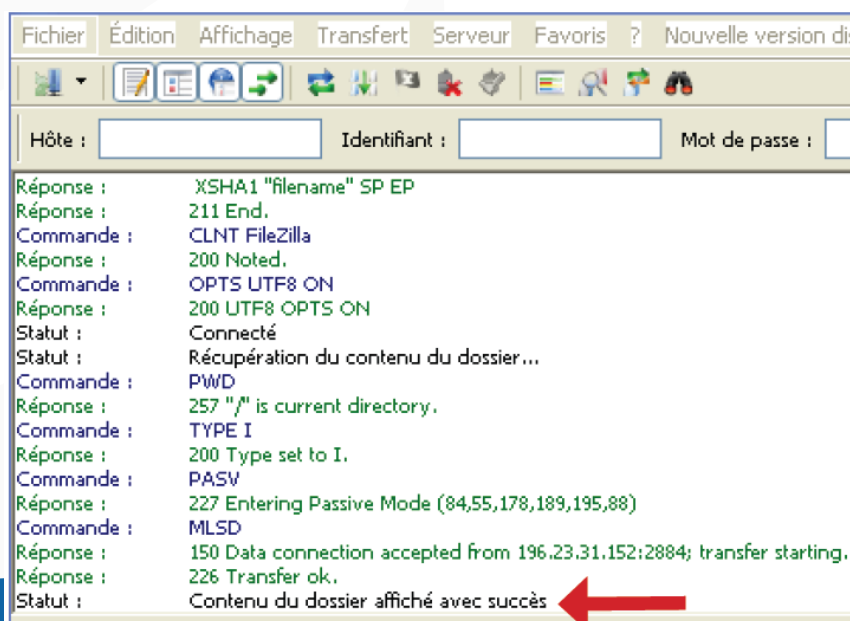 Fichier Édition Affichage Transfert Serveur Favoris ? Nouvelle version
Hôte : Identifiant : Mot de passe :
Réponse : XSHA1 "filename" SP EP
Réponse : 211 End.
Commande : CLNT FileZilla
Réponse : 200 Noted.
Commande : OPTS UTF8 ON
Réponse : 200 UTF8 OPTS ON
Statut : Connecté
Statut : Récupération du contenu du dossier...
Commande : PWD
Réponse : 257 "/" is current directory.
Commande : TYPE I
Réponse : 200 Type set to I.
Commande : PASV
Réponse : 227 Entering Passive Mode (84,55,178,189,195,88)
Commande : MLSD
Réponse : 150 Data connection accepted from 196.23.31.152:2884; transfer starting.
Réponse : 226 Transfer ok.
Statut : Contenu du dossier affiché avec succès